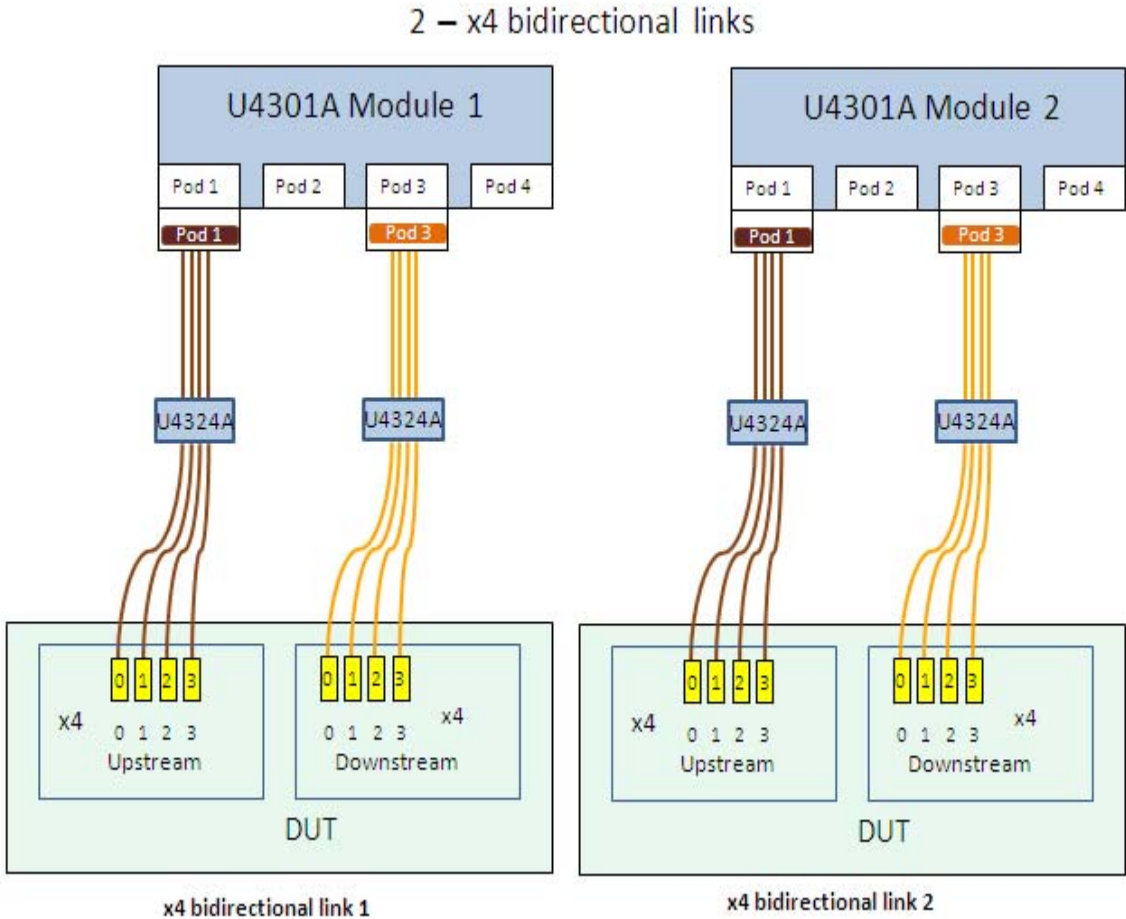 2 – x4 bidirectional links
U4301A Module 1
Pod 1 Pod 2 Pod 3 Pod 4
Pod 1 Pod 3
U4324A U4324A
0 1 2 3 0 1 2 3
x4 x4
0 1 2 3 0 1 2 3
Upstream Downstream
DUT
x4 bidirectional link 1
U4301A Module 2
Pod 1 Pod 2 Pod 3 Pod 4
Pod 1 Pod 3
U4324A U4324A
0 1 2 3 0 1 2 3
x4 x4
0 1 2 3 0 1 2 3
Upstream Downstream
DUT
x4 bidirectional link 2